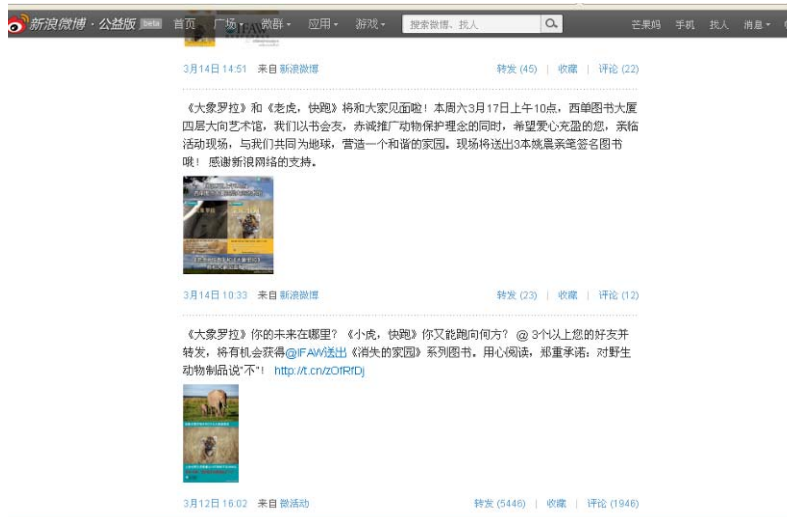 新浪微博·公益版 Beta 首页 广场 微群 应用 游戏 搜索微博、找人 芒果妈 手机 找人 消息
IFAW
3月14日 14:51 来自 新浪微博 转发 (45) | 收藏 | 评论 (22)
《大象罗拉》和《老虎，快跑》将和大家见面啦！本周六3月17日上午10点，西单图书大厦
四层大向艺术馆，我们以书会友，赤诚推广动物保护理念的同时，希望爱心充盈的您，亲临
活动现场，与我们共同为地球，营造一个和谐的家园。现场将送出3本姚晨亲笔签名图书
哦！ 感谢新浪网络的支持。
3月14日 10:33 来自 新浪微博 转发 (23) | 收藏 | 评论 (12)
《大象罗拉》你的未来在哪里？《小虎，快跑》你又能跑向何方？ @ 3个以上您的好友并
转发，将有机会获得@IFAW送出《消失的家园》系列图书。用心阅读，郑重承诺：对野生
动物制品说"不"！ http://t.cn/zOfRfDj
3月12日 16:02 来自 微活动 转发 (5446) | 收藏 | 评论 (1946)